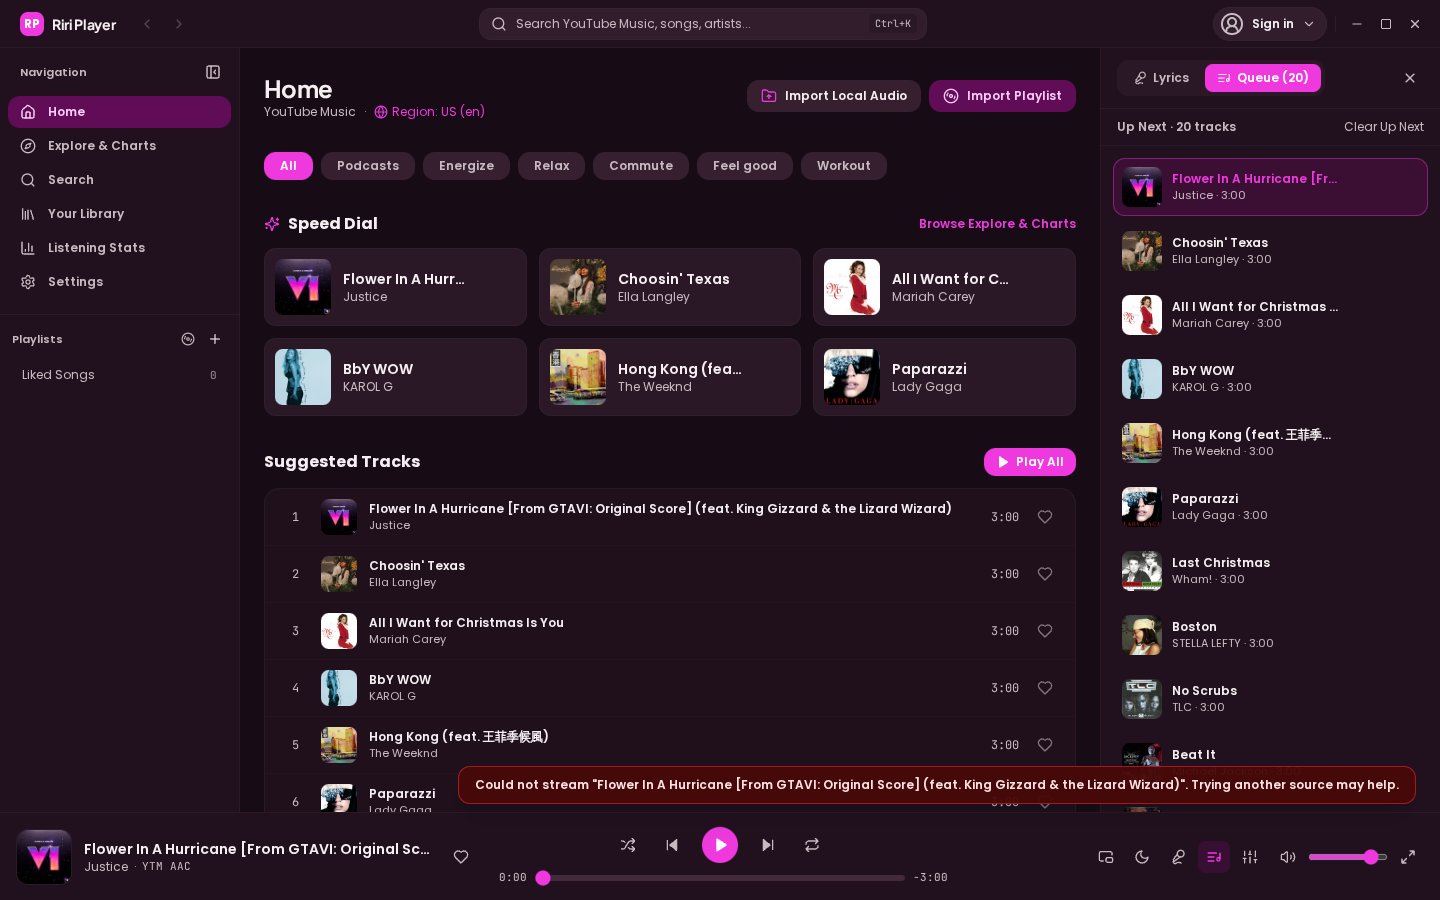 RP RiriPlayer
Search YouTube Music, songs, artists...
Ctrl+K
Sign in
Navigation
Home
Explore & Charts
Search
Your Library
Listening Stats
Settings
Playlists
Liked Songs
0
Home
YouTube Music · Region: US (en)
Import Local Audio
Import Playlist
All
Podcasts
Energize
Relax
Commute
Feel good
Workout
Speed Dial
Browse Explore & Charts
Flower In A Hurr...
Justice
Choosin' Texas
Ella Langley
All I Want for C...
Mariah Carey
BbY WOW
KAROL G
Hong Kong (fea...
The Weeknd
Paparazzi
Lady Gaga
Suggested Tracks
Play All
1
Flower In A Hurricane [From GTAVI: Original Score] (feat. King Gizzard & the Lizard Wizard)
Justice
3:00
2
Choosin' Texas
Ella Langley
3:00
3
All I Want for Christmas Is You
Mariah Carey
3:00
4
BbY WOW
KAROL G
3:00
5
Hong Kong (feat. 王菲季侯風)
The Weeknd
3:00
6
Paparazzi
Lady Gaga
Lyrics
Queue (20)
Up Next · 20 tracks
Clear Up Next
Flower In A Hurricane [Fr...
Justice · 3:00
Choosin' Texas
Ella Langley · 3:00
All I Want for Christmas ...
Mariah Carey · 3:00
BbY WOW
KAROL G · 3:00
Hong Kong (feat. 王菲季...
The Weeknd · 3:00
Paparazzi
Lady Gaga · 3:00
Last Christmas
Wham! · 3:00
Boston
STELLA LEFTY · 3:00
No Scrubs
TLC · 3:00
Beat It
Could not stream "Flower In A Hurricane [From GTAVI: Original Score] (feat. King Gizzard & the Lizard Wizard)". Trying another source may help.
Flower In A Hurricane [From GTAVI: Original Sc...
Justice · YTM AAC
0:00
-3:00